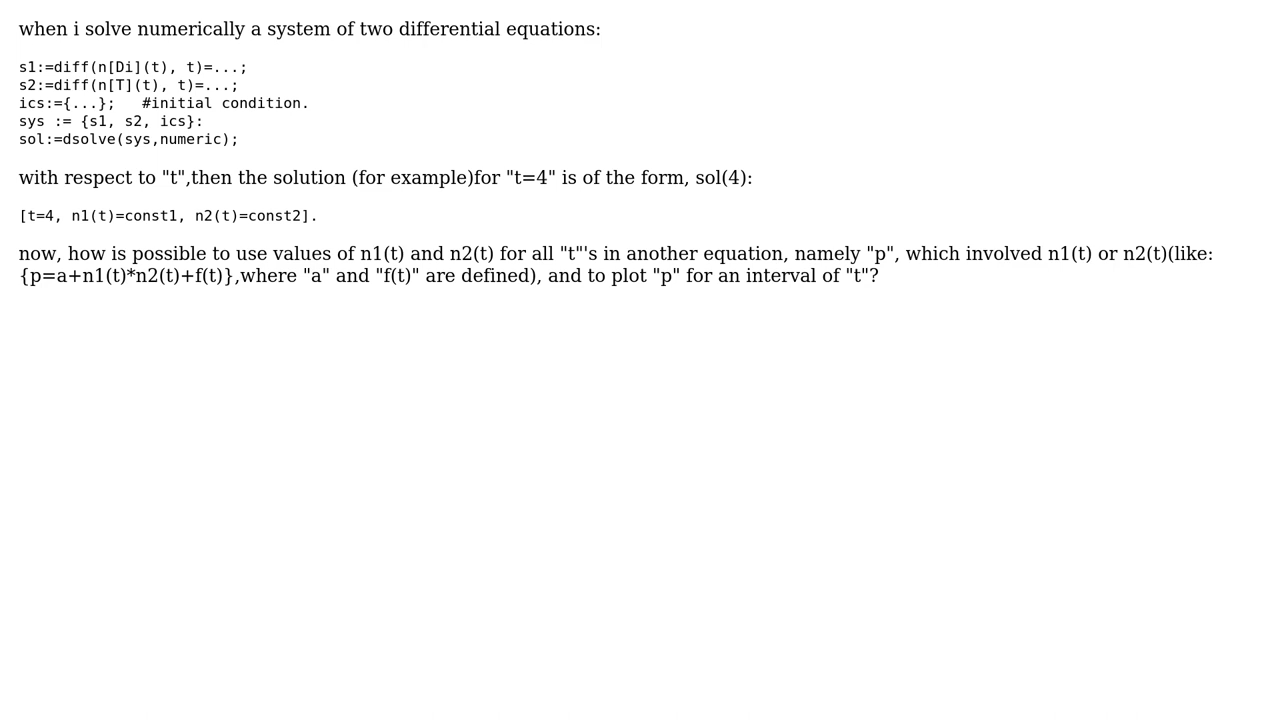 when i solve numerically a system of two differential equations:
s1:=diff(n[Di](t), t)=...;
s2:=diff(n[T](t), t)=...;
ics:={...};   #initial condition.
sys := {s1, s2, ics}:
sol:=dsolve(sys,numeric);
with respect to "t",then the solution (for example)for "t=4" is of the form, sol(4):
[t=4, n1(t)=const1, n2(t)=const2].
now, how is possible to use values of n1(t) and n2(t) for all "t"'s in another equation, namely "p", which involved n1(t) or n2(t)(like:
{p=a+n1(t)*n2(t)+f(t)},where "a" and "f(t)" are defined), and to plot "p" for an interval of "t"?